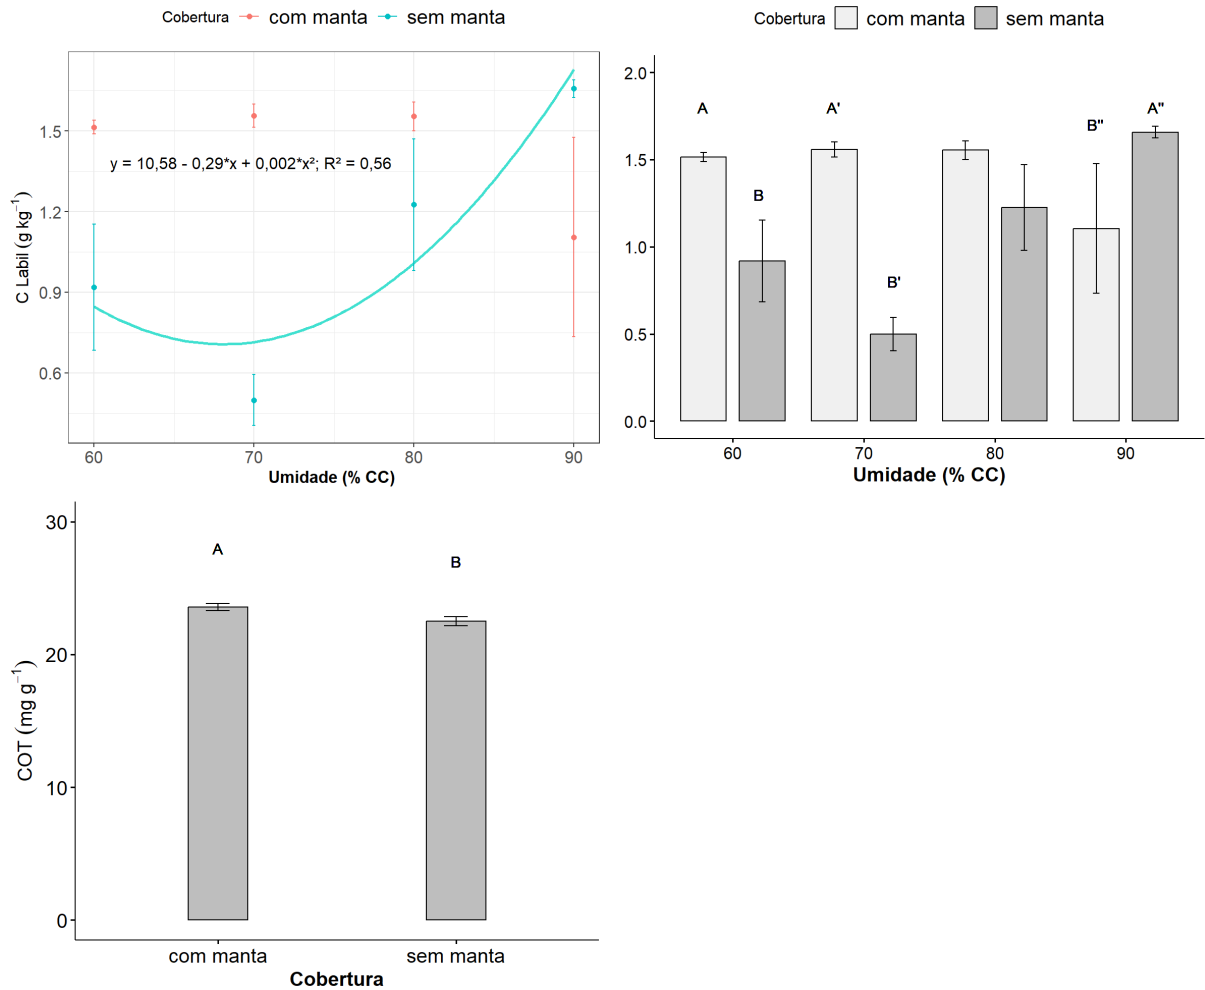 Cobertura com manta sem manta
y = 10,58 - 0,29*x + 0,002*x²; R² = 0,56
C Labil (g kg⁻¹)
1.5
1.2
0.9
0.6
60 70 80 90
Umidade (% CC)
Cobertura com manta sem manta
2.0
1.5
1.0
0.5
0.0
A A' A"
B"
B
B'
60 70 80 90
Umidade (% CC)
COT (mg g⁻¹)
30
20
10
0
A
B
com manta sem manta
Cobertura